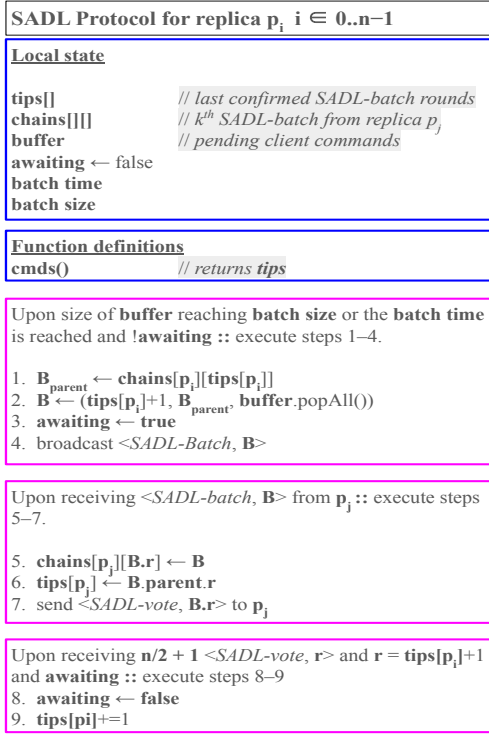 SADL Protocol for replica pi  i ∈ 0..n−1
Local state
tips[] // last confirmed SADL-batch rounds
chains[][] // kth SADL-batch from replica pj
buffer // pending client commands
awaiting ← false
batch time
batch size
Function definitions
cmds() // returns tips
Upon size of buffer reaching batch size or the batch time
is reached and !awaiting :: execute steps 1–4.
1. Bparent ← chains[pi][tips[pi]]
2. B ← (tips[pi]+1, Bparent, buffer.popAll())
3. awaiting ← true
4. broadcast <SADL-Batch, B>
Upon receiving <SADL-batch, B> from pj :: execute steps
5–7.
5. chains[pj][B.r] ← B
6. tips[pj] ← B.parent.r
7. send <SADL-vote, B.r> to pj
Upon receiving n/2 + 1 <SADL-vote, r> and r = tips[pi]+1
and awaiting :: execute steps 8–9
8. awaiting ← false
9. tips[pi]+=1